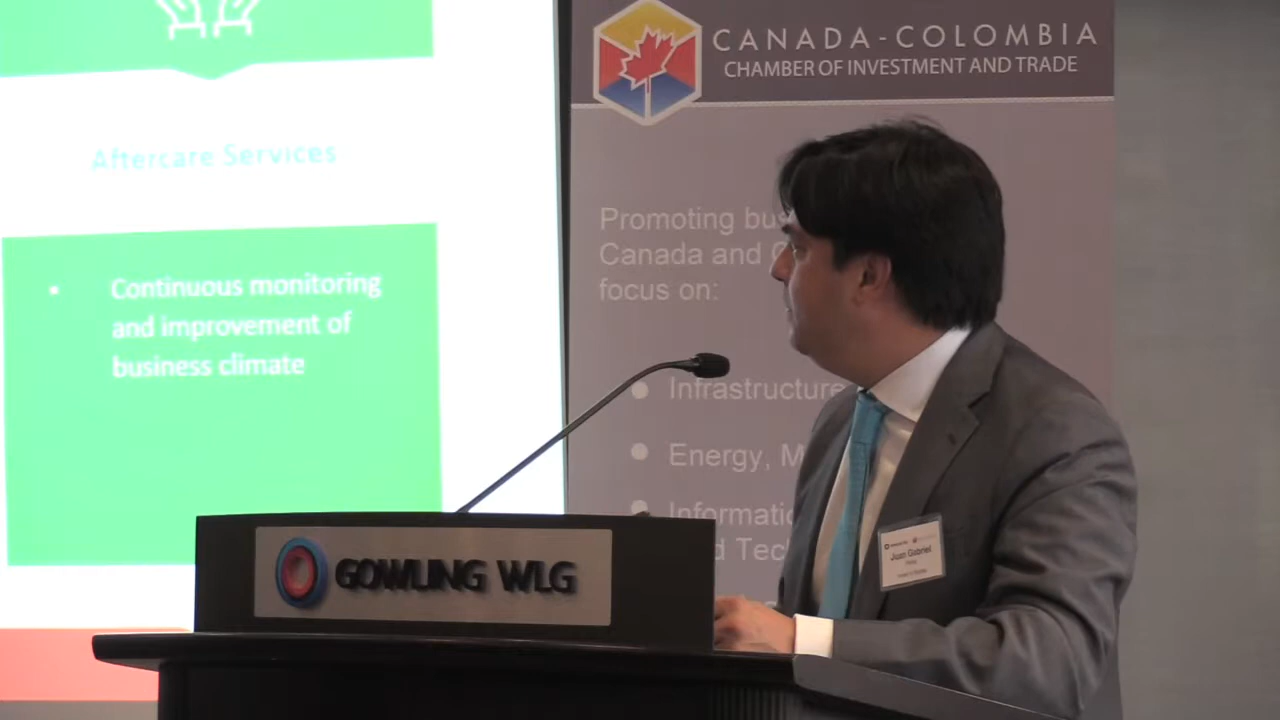 Aftercare Services
• Continuous monitoring
and improvement of
business climate
CANADA-COLOMBIA
CHAMBER OF INVESTMENT AND TRADE
Promoting bus
Canada and
focus on:
• Infrastructure
• Energy, M
• Informatio
d Tec
GOWLING WLG
Juan Gabriel